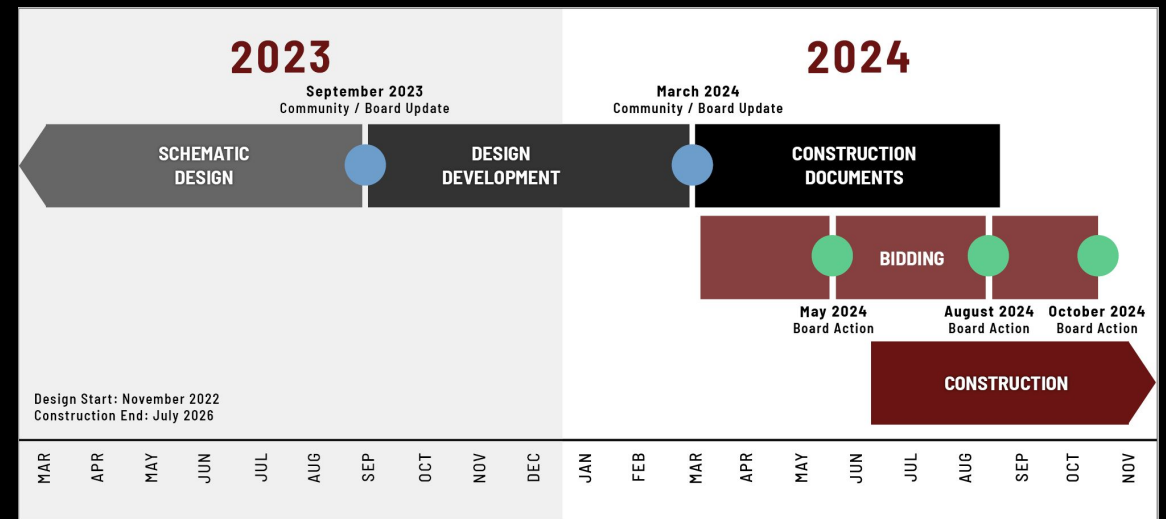 2023
2024
September 2023
Community / Board Update
March 2024
Community / Board Update
SCHEMATIC
DESIGN
DESIGN
DEVELOPMENT
CONSTRUCTION
DOCUMENTS
BIDDING
May 2024
Board Action
August 2024
Board Action
October 2024
Board Action
CONSTRUCTION
Design Start: November 2022
Construction End: July 2026
MAR
APR
MAY
JUN
JUL
AUG
SEP
OCT
NOV
DEC
JAN
FEB
MAR
APR
MAY
JUN
JUL
AUG
SEP
OCT
NOV